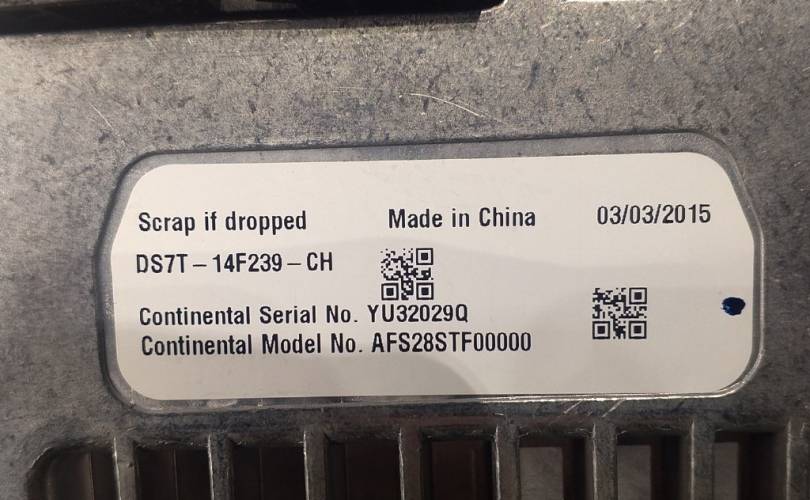 Scrap if dropped Made in China 03/03/2015
DS7T-14F239-CH
Continental Serial No. YU32029Q
Continental Model No. AFS28STF00000